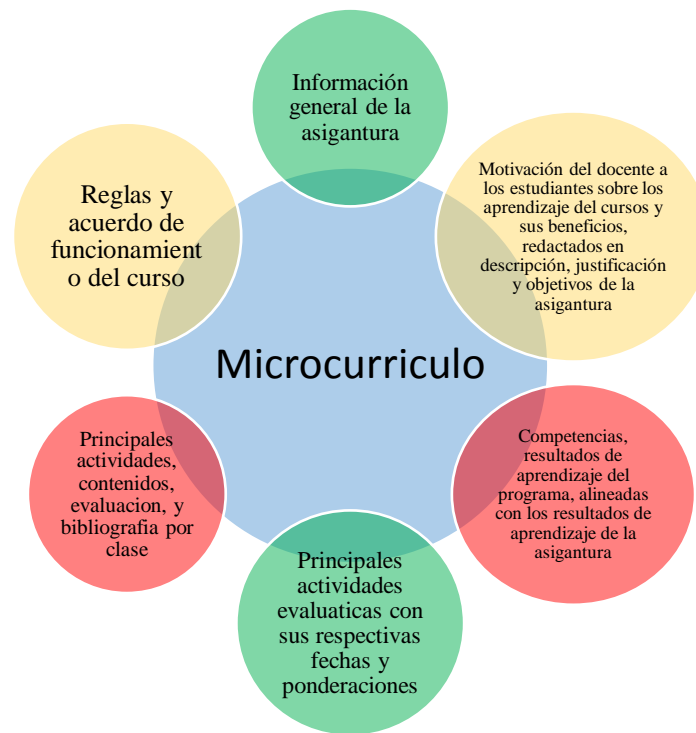 Información
general de la
asigantura
Motivación del docente a
los estudiantes sobre los
aprendizaje del cursos y
sus beneficios,
redactados en
descripción, justificación
y objetivos de la
asigantura
Competencias,
resultados de
aprendizaje del
programa, alineadas
con los resultados de
aprendizaje de la
asigantura
Principales
actividades
evaluaticas con
sus respectivas
fechas y
ponderaciones
Principales
actividades,
contenidos,
evaluacion, y
bibliografia por
clase
Reglas y
acuerdo de
funcionamient
o del curso
Microcurriculo